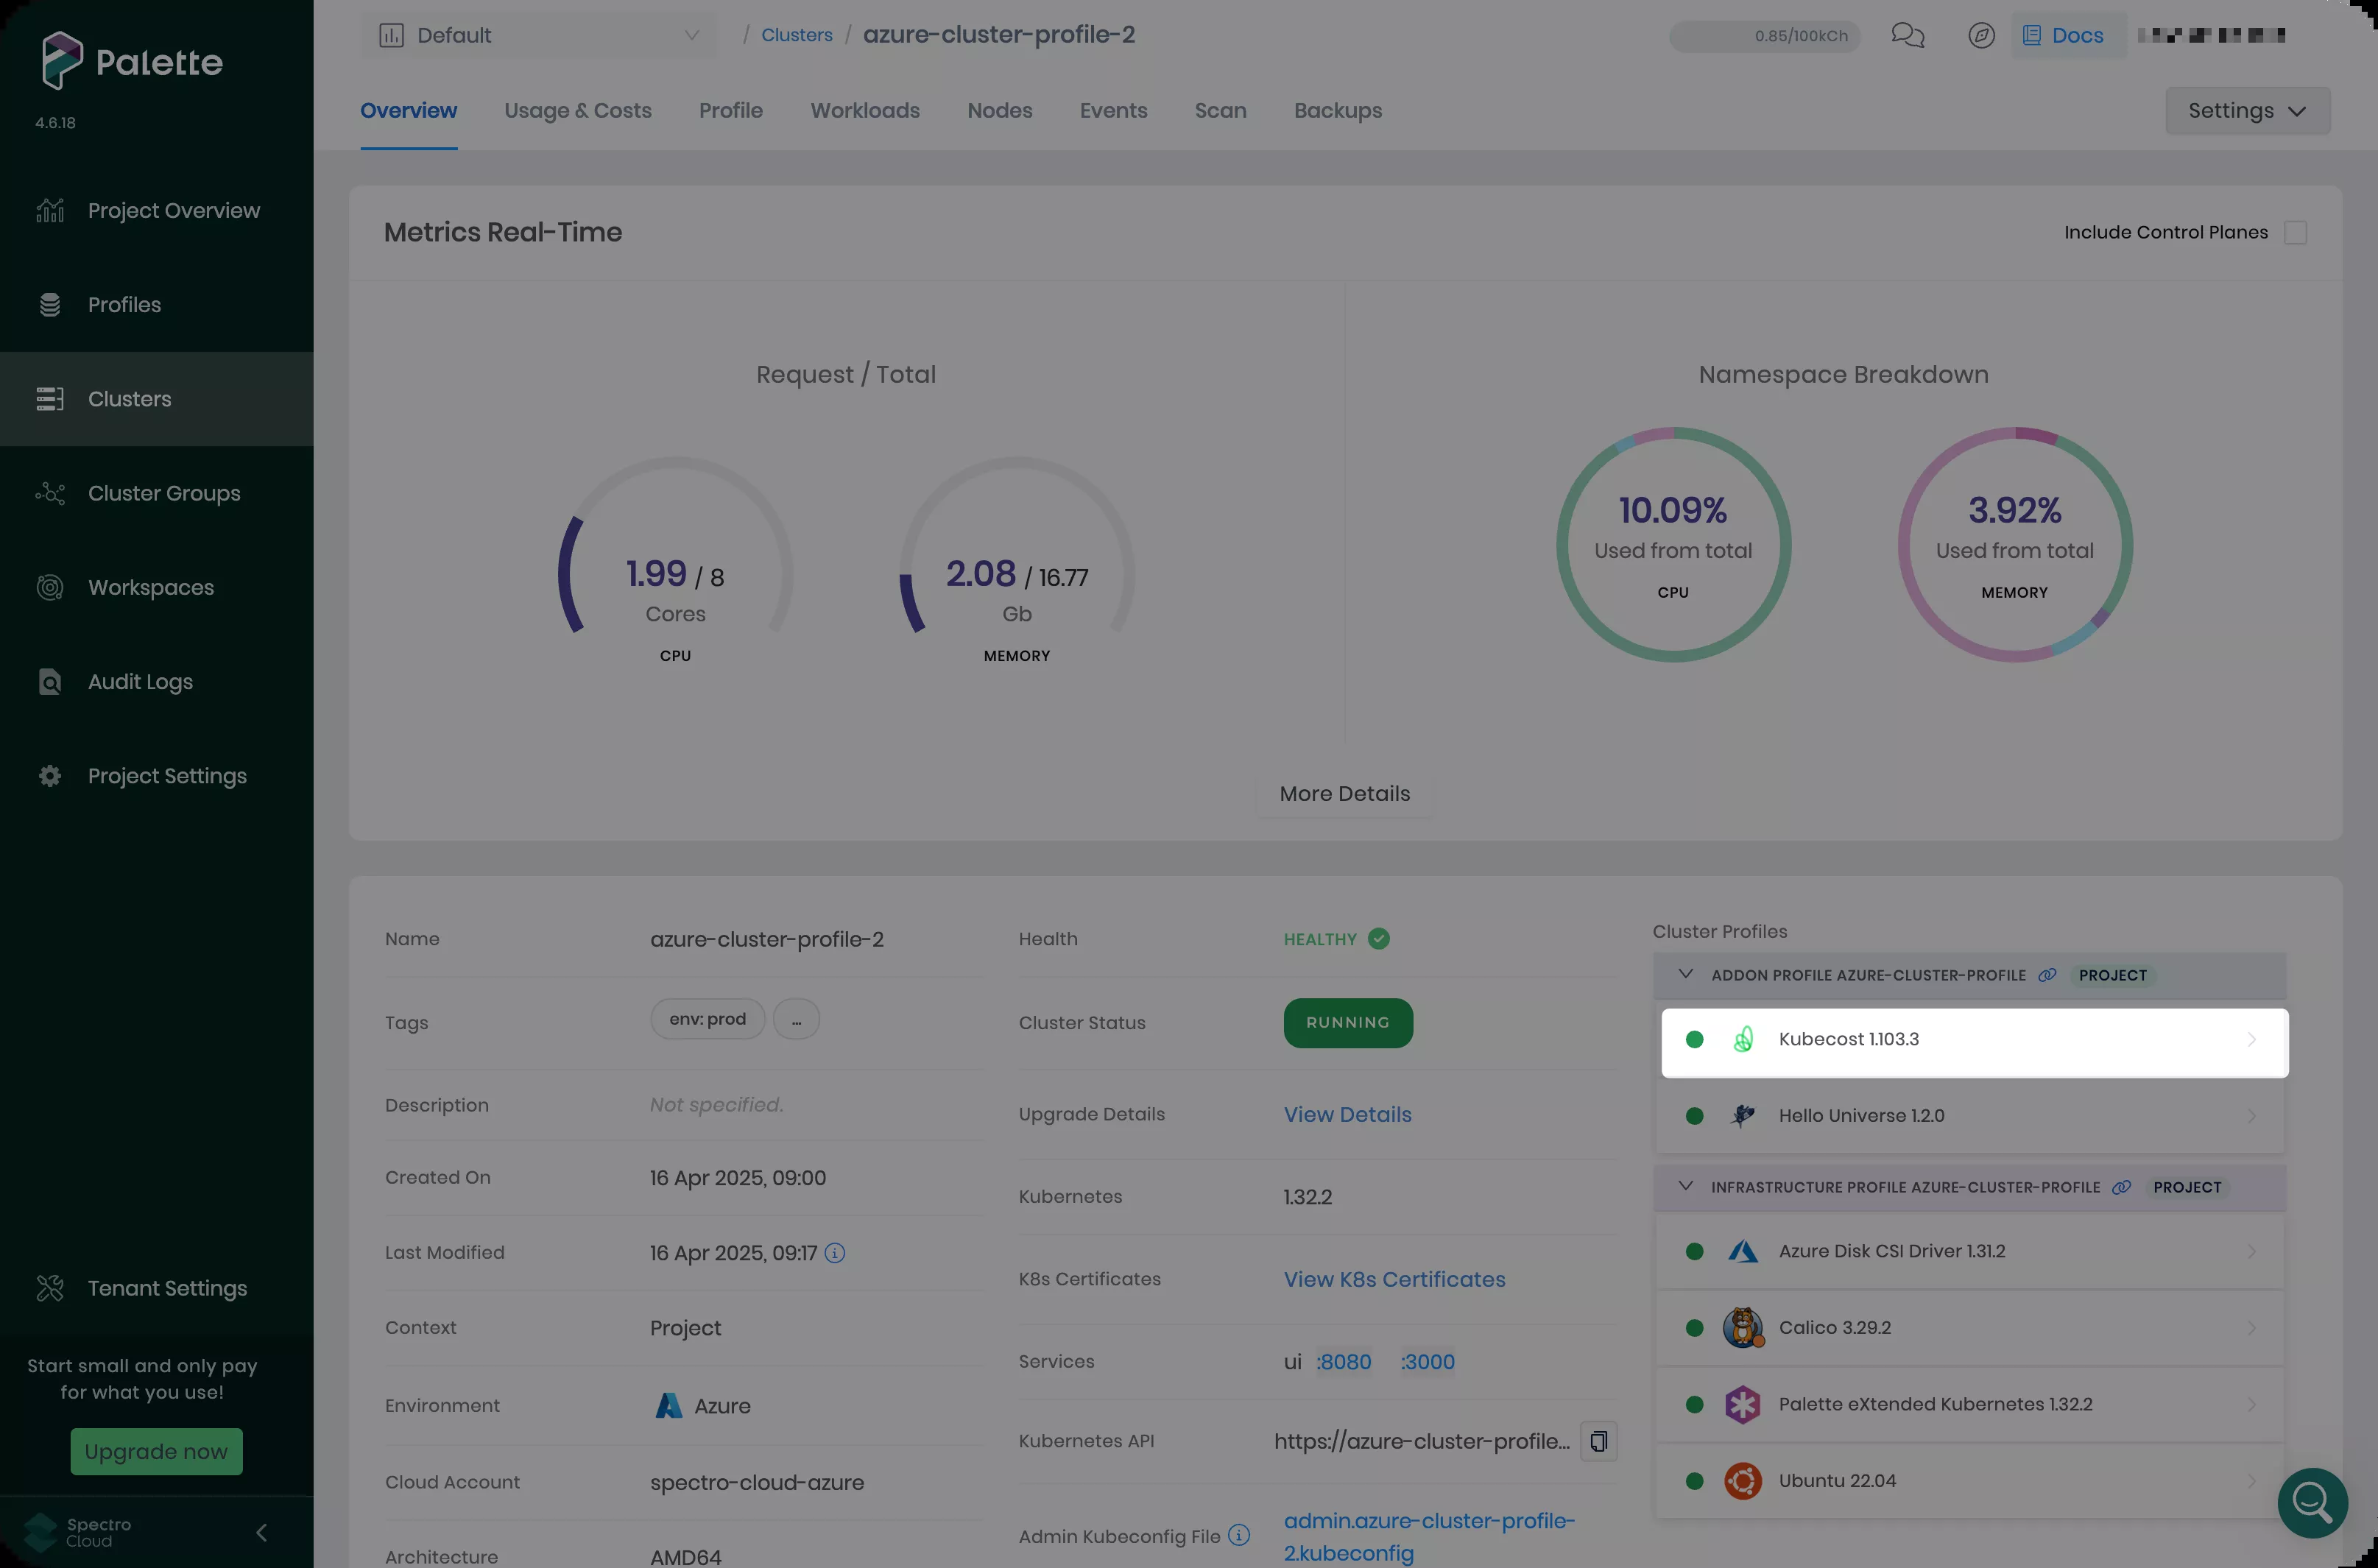 Palette
4.6.18
Project Overview
Profiles
Clusters
Cluster Groups
Workspaces
Audit Logs
Project Settings
Tenant Settings
Start small and only pay
for what you use!
Upgrade now
Spectro
Cloud
Default / Clusters / azure-cluster-profile-2
0.85/100kCh
Docs
Overview Usage & Costs Profile Workloads Nodes Events Scan Backups
Settings
Metrics Real-Time
Include Control Planes
Request / Total
1.99 / 8
Cores
CPU
2.08 / 16.77
Gb
MEMORY
Namespace Breakdown
10.09%
Used from total
CPU
3.92%
Used from total
MEMORY
More Details
Name azure-cluster-profile-2
Tags env: prod ...
Description Not specified.
Created On 16 Apr 2025, 09:00
Last Modified 16 Apr 2025, 09:17
Context Project
Environment Azure
Cloud Account spectro-cloud-azure
Architecture AMD64
Health HEALTHY
Cluster Status RUNNING
Upgrade Details View Details
Kubernetes 1.32.2
K8s Certificates View K8s Certificates
Services ui :8080 :3000
Kubernetes API https://azure-cluster-profile...
Admin Kubeconfig File admin.azure-cluster-profile-
2.kubeconfig
Cluster Profiles
ADDON PROFILE AZURE-CLUSTER-PROFILE PROJECT
Kubecost 1.103.3
Hello Universe 1.2.0
INFRASTRUCTURE PROFILE AZURE-CLUSTER-PROFILE PROJECT
Azure Disk CSI Driver 1.31.2
Calico 3.29.2
Palette eXtended Kubernetes 1.32.2
Ubuntu 22.04